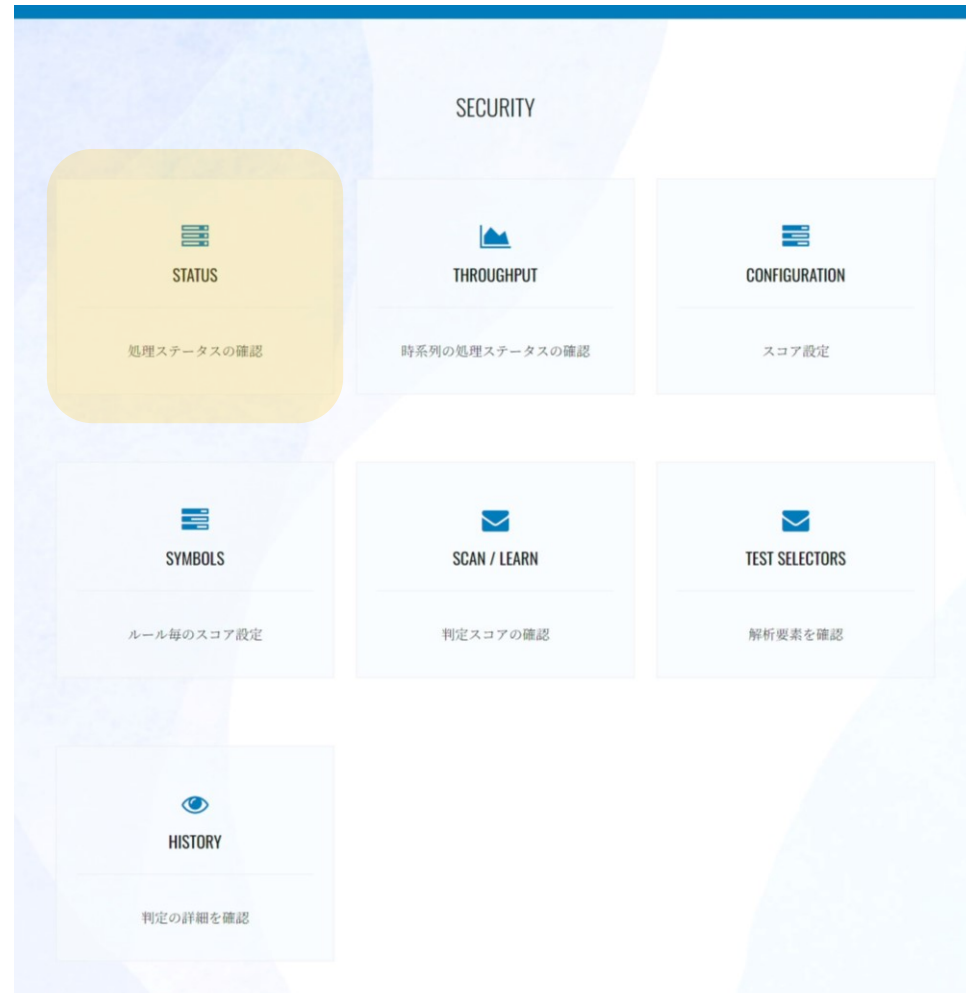 SECURITY
STATUS
処理ステータスの確認
THROUGHPUT
時系列の処理ステータスの確認
CONFIGURATION
スコア設定
SYMBOLS
ルール毎のスコア設定
SCAN / LEARN
判定スコアの確認
TEST SELECTORS
解析要素を確認
HISTORY
判定の詳細を確認